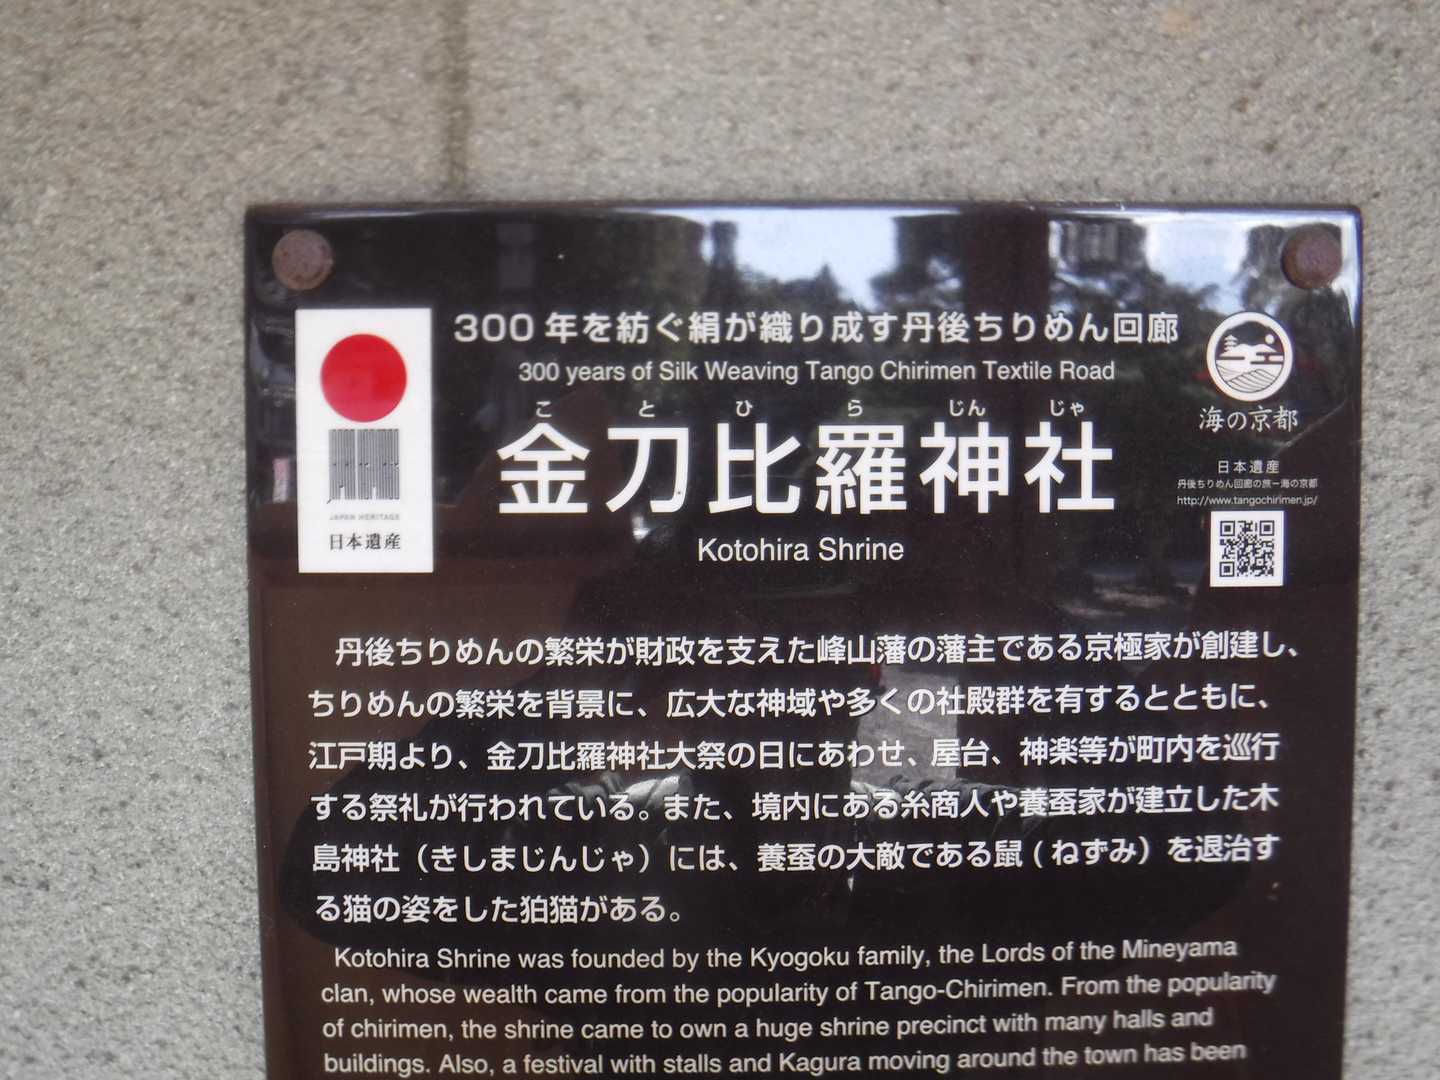 300年を紡ぐ絹が織り成す丹後ちりめん回廊
300 years of Silk Weaving Tango Chirimen Textile Road
こ と ひ ら じん じゃ
金刀比羅神社
Kotohira Shrine
JAPAN HERITAGE
日本遺産
海の京都
日本遺産
丹後ちりめん回廊の旅ー海の京都
http://www.tangochirimen.jp/
丹後ちりめんの繁栄が財政を支えた峰山藩の藩主である京極家が創建し、
ちりめんの繁栄を背景に、広大な神域や多くの社殿群を有するとともに、
江戸期より、金刀比羅神社大祭の日にあわせ、屋台、神楽等が町内を巡行
する祭礼が行われている。また、境内にある糸商人や養蚕家が建立した木
島神社（きしまじんじゃ）には、養蚕の大敵である鼠（ねずみ）を退治す
る猫の姿をした狛猫がある。
Kotohira Shrine was founded by the Kyogoku family, the Lords of the Mineyama
clan, whose wealth came from the popularity of Tango-Chirimen. From the popularity
of chirimen, the shrine came to own a huge shrine precinct with many halls and
buildings. Also, a festival with stalls and Kagura moving around the town has been